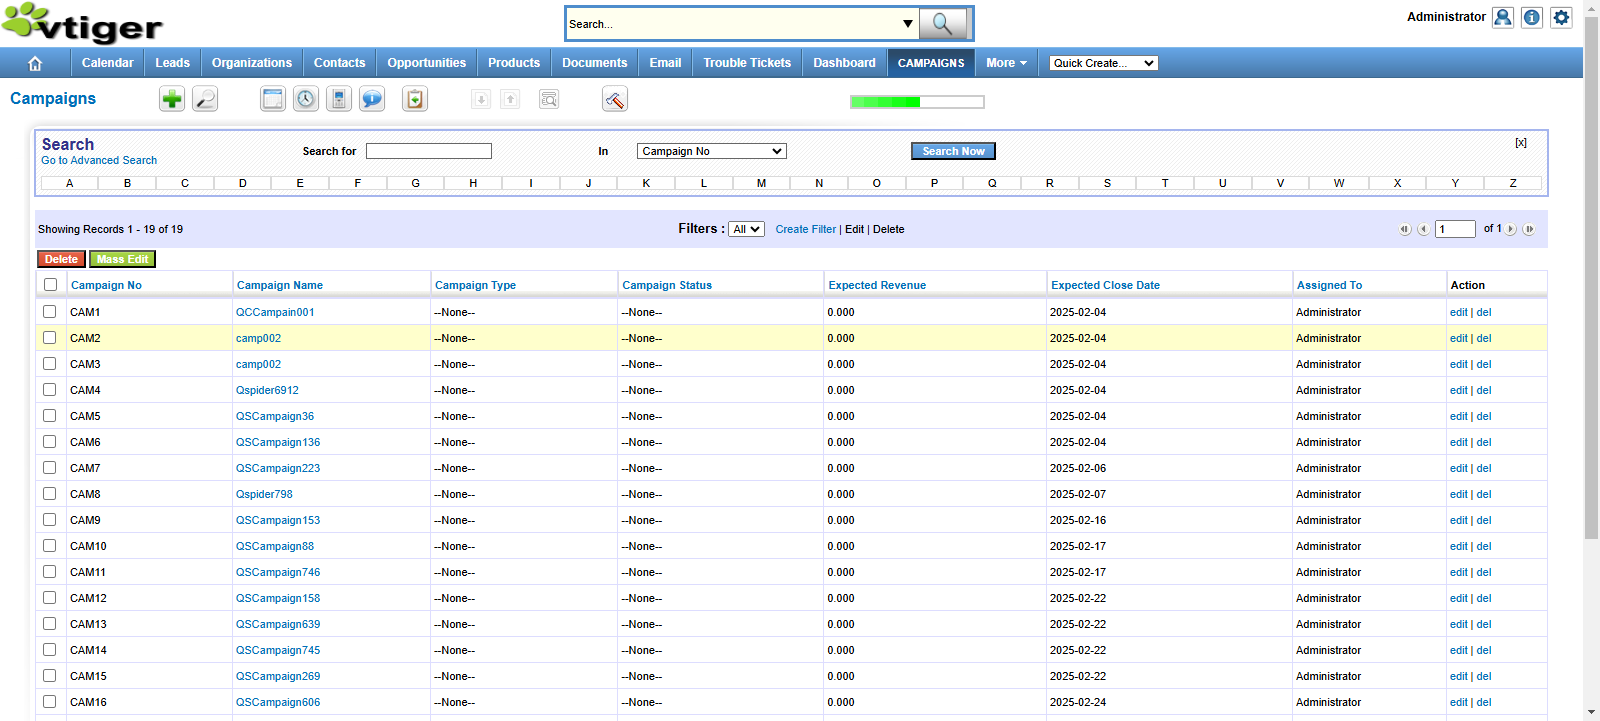 vtiger
Search...
Administrator
Calendar Leads Organizations Contacts Opportunities Products Documents Email Trouble Tickets Dashboard CAMPAIGNS More Quick Create...
Campaigns
Search
Go to Advanced Search
Search for In Campaign No Search Now [x]
A B C D E F G H I J K L M N O P Q R S T U V W X Y Z
Showing Records 1 - 19 of 19 Filters : All Create Filter | Edit | Delete 1 of 1
Delete Mass Edit
Campaign No Campaign Name Campaign Type Campaign Status Expected Revenue Expected Close Date Assigned To Action
CAM1 QCCampain001 --None-- --None-- 0.000 2025-02-04 Administrator edit | del
CAM2 camp002 --None-- --None-- 0.000 2025-02-04 Administrator edit | del
CAM3 camp002 --None-- --None-- 0.000 2025-02-04 Administrator edit | del
CAM4 Qspider6912 --None-- --None-- 0.000 2025-02-04 Administrator edit | del
CAM5 QSCampaign36 --None-- --None-- 0.000 2025-02-04 Administrator edit | del
CAM6 QSCampaign136 --None-- --None-- 0.000 2025-02-04 Administrator edit | del
CAM7 QSCampaign223 --None-- --None-- 0.000 2025-02-06 Administrator edit | del
CAM8 Qspider798 --None-- --None-- 0.000 2025-02-07 Administrator edit | del
CAM9 QSCampaign153 --None-- --None-- 0.000 2025-02-16 Administrator edit | del
CAM10 QSCampaign88 --None-- --None-- 0.000 2025-02-17 Administrator edit | del
CAM11 QSCampaign746 --None-- --None-- 0.000 2025-02-17 Administrator edit | del
CAM12 QSCampaign158 --None-- --None-- 0.000 2025-02-22 Administrator edit | del
CAM13 QSCampaign639 --None-- --None-- 0.000 2025-02-22 Administrator edit | del
CAM14 QSCampaign745 --None-- --None-- 0.000 2025-02-22 Administrator edit | del
CAM15 QSCampaign269 --None-- --None-- 0.000 2025-02-22 Administrator edit | del
CAM16 QSCampaign606 --None-- --None-- 0.000 2025-02-24 Administrator edit | del